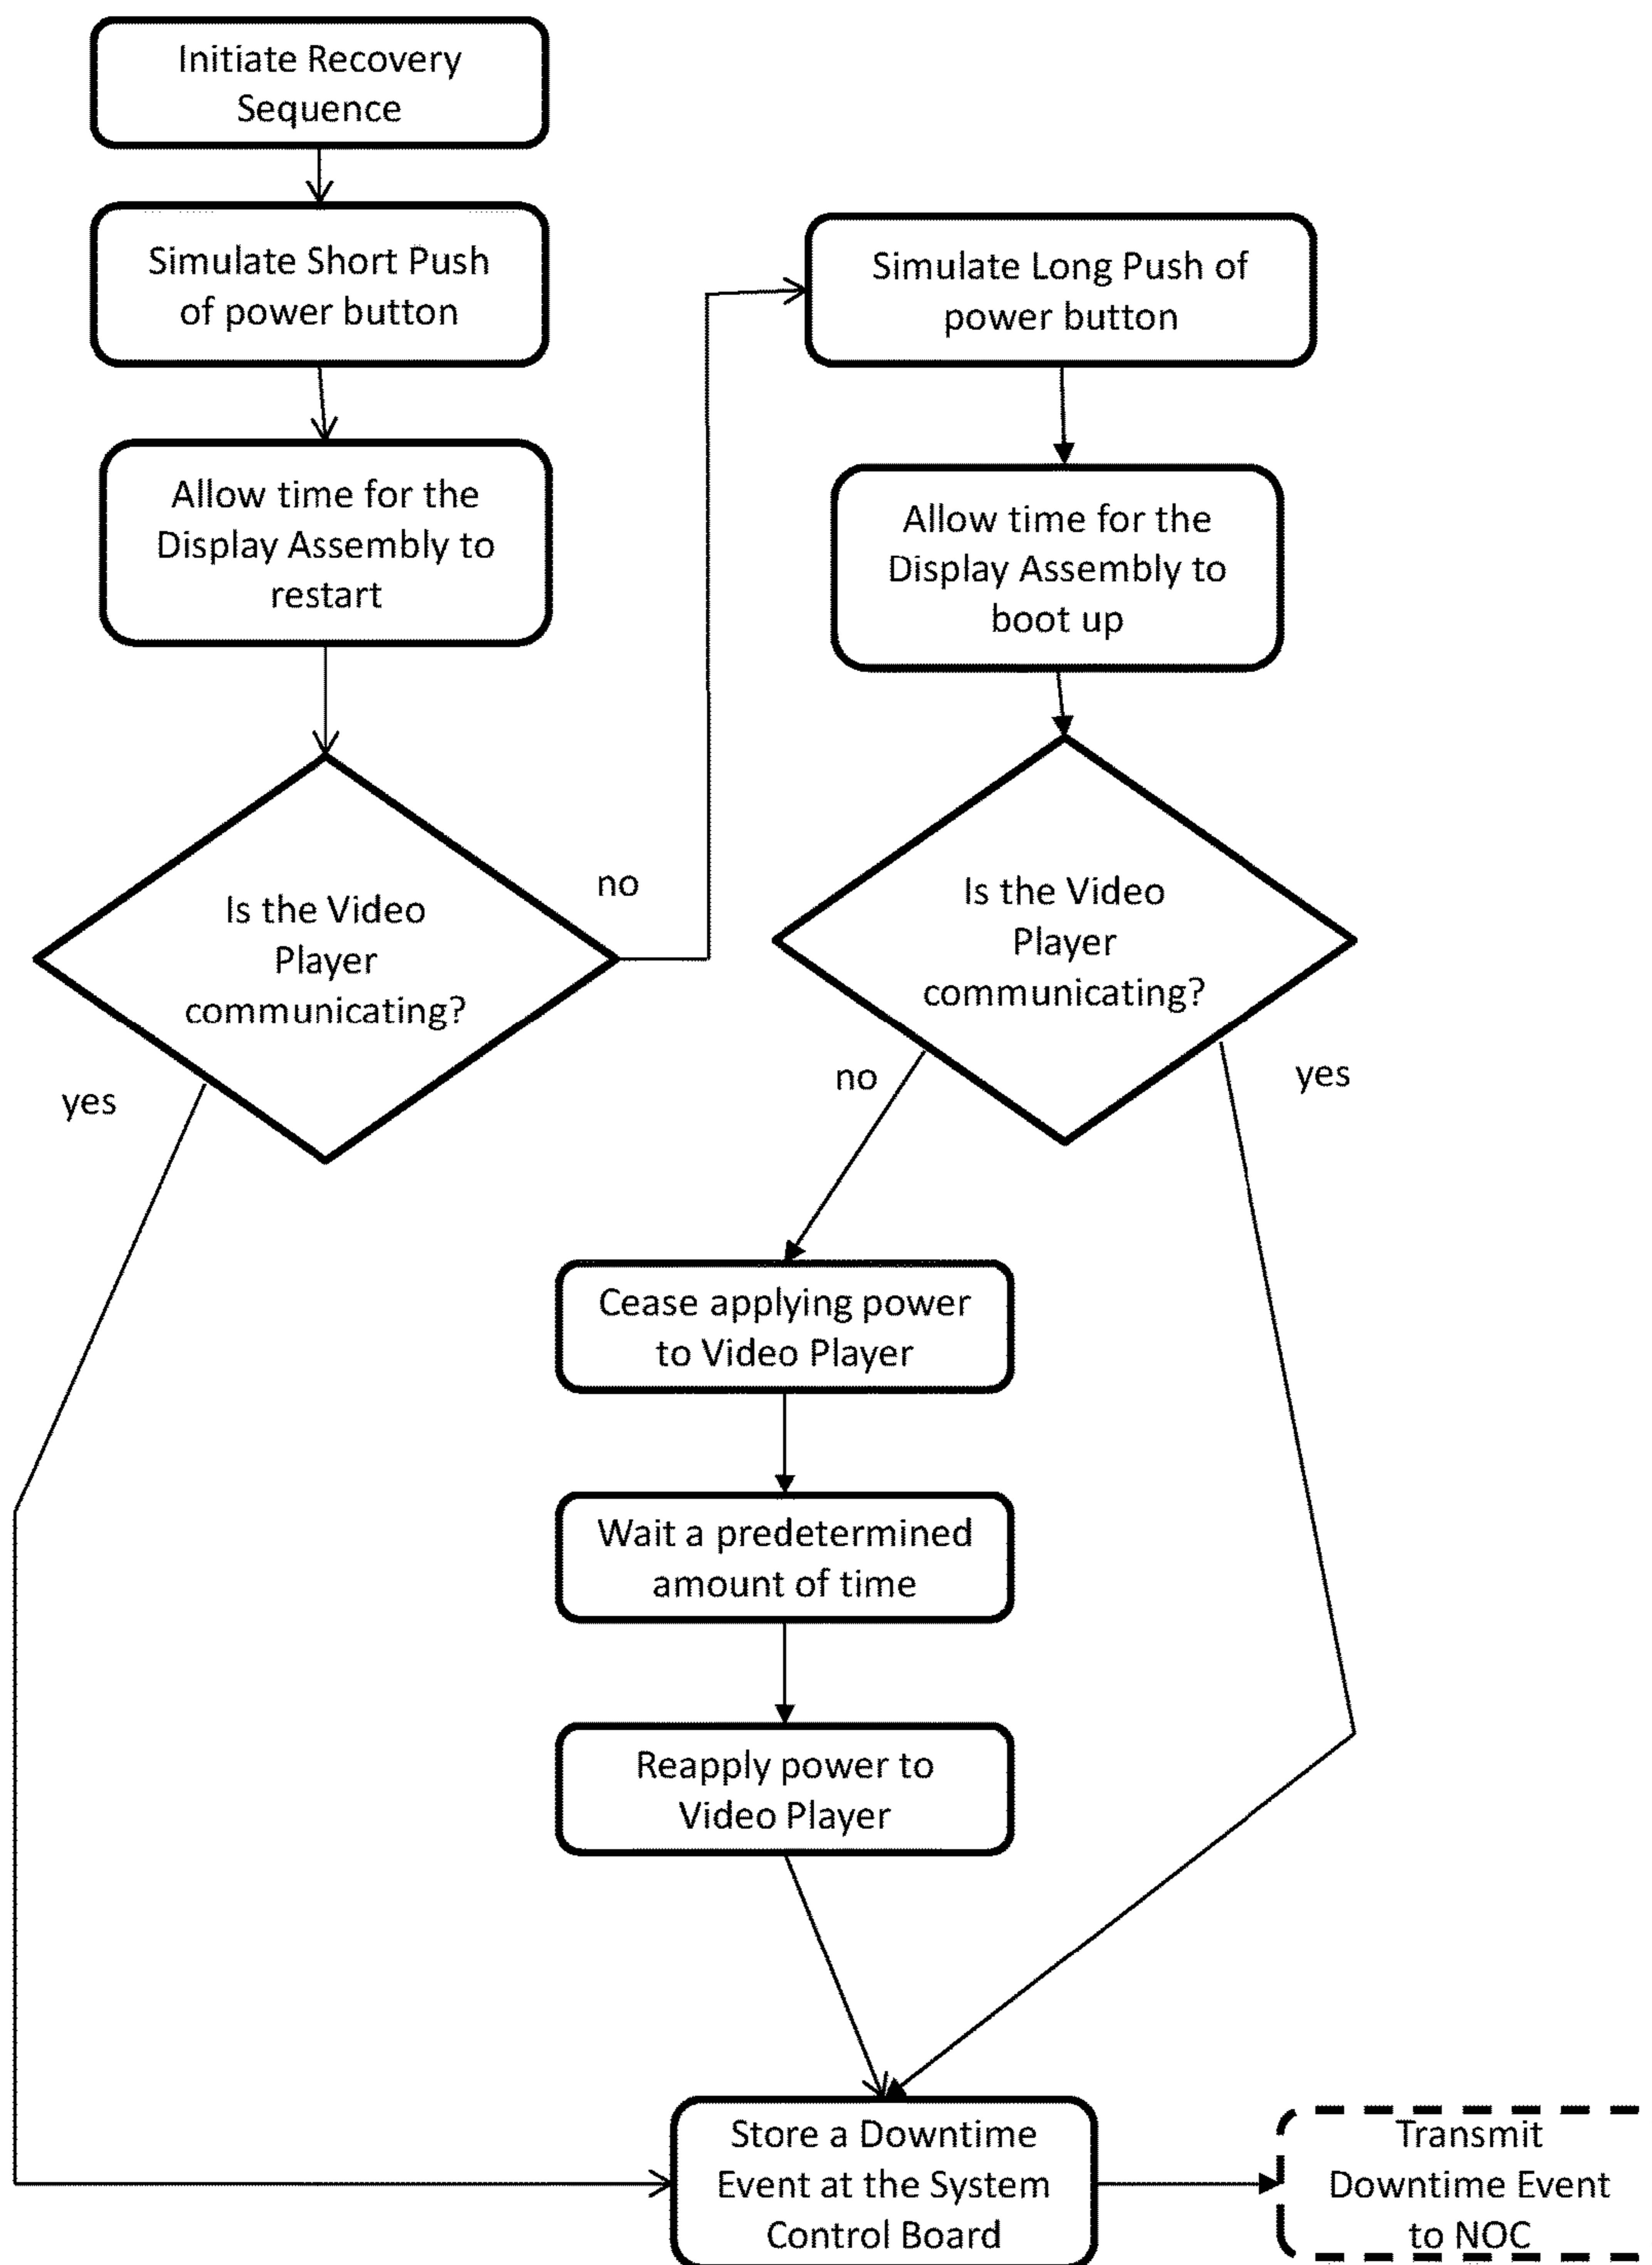 Initiate Recovery
Sequence
Simulate Short Push
of power button
Allow time for the
Display Assembly to
restart
Is the Video
Player
communicating?
no
yes
Simulate Long Push of
power button
Allow time for the
Display Assembly to
boot up
Is the Video
Player
communicating?
no
yes
Cease applying power
to Video Player
Wait a predetermined
amount of time
Reapply power to
Video Player
Store a Downtime
Event at the System
Control Board
Transmit
Downtime Event
to NOC